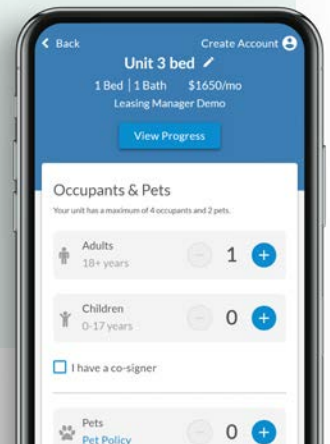 Back Create Account
Unit 3 bed
1 Bed | 1 Bath $1650/mo
Leasing Manager Demo
View Progress
Occupants & Pets
Your unit has a maximum of 4 occupants and 2 pets.
Adults
18+ years
1
Children
0-17 years
0
I have a co-signer
Pets
Pet Policy
0